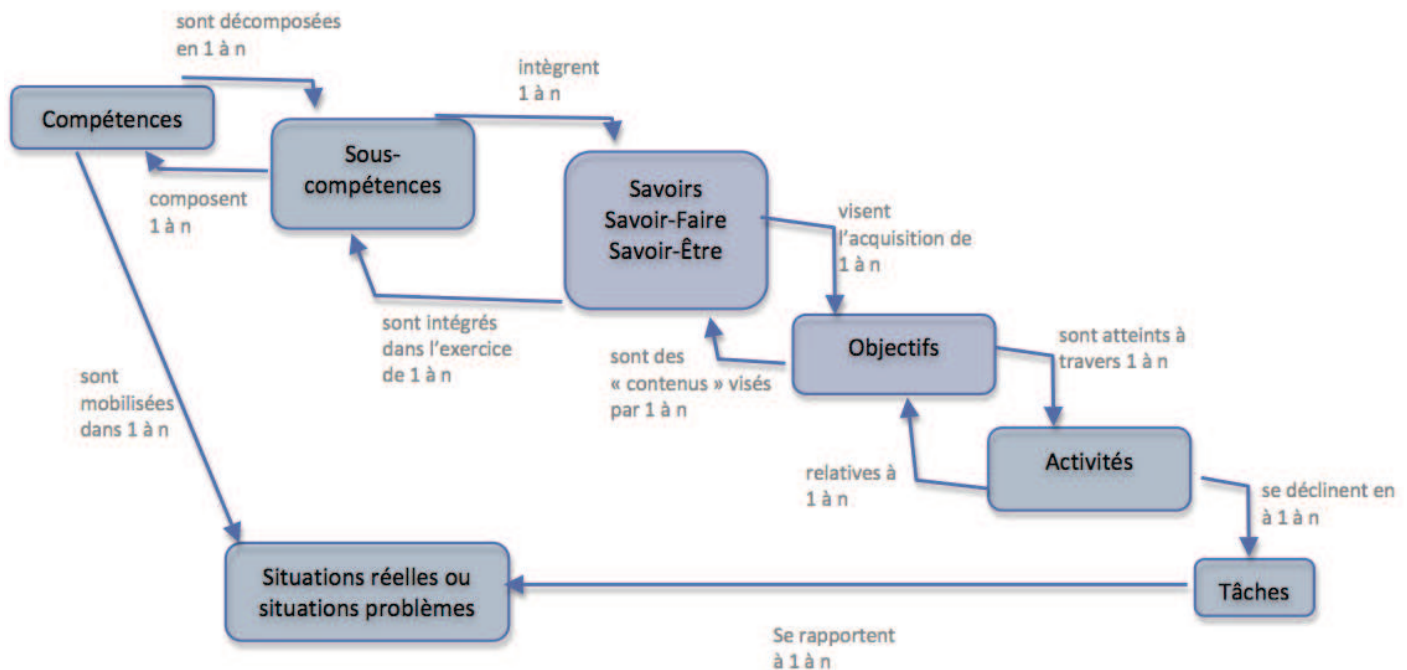 sont décomposées
en 1 à n
intègrent
1 à n
Compétences
Sous-
compétences
composent
1 à n
Savoirs
Savoir-Faire
Savoir-Être
visent
l'acquisition de
1 à n
sont intégrés
dans l'exercice
de 1 à n
Objectifs
sont des
« contenus » visés
par 1 à n
sont atteints à
travers 1 à n
sont
mobilisées
dans 1 à n
Activités
relatives à
1 à n
se déclinent en
à 1 à n
Situations réelles ou
situations problèmes
Tâches
Se rapportent
à 1 à n